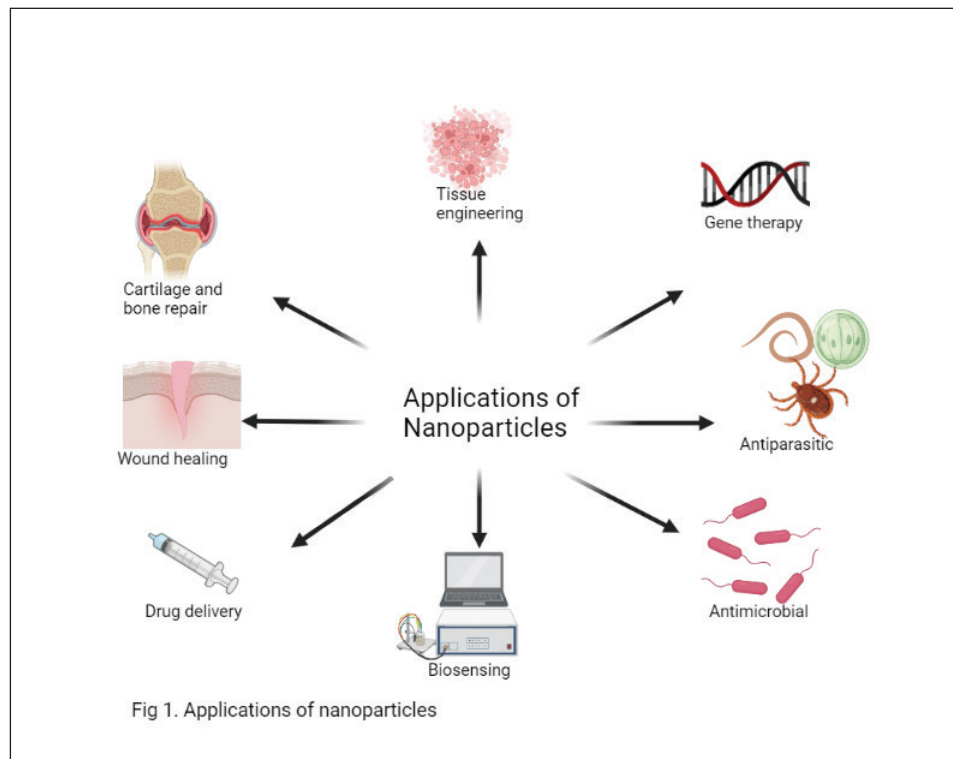 Tissue
engineering
Gene therapy
Cartilage and
bone repair
Applications of
Nanoparticles
Antiparasitic
Wound healing
Drug delivery
Antimicrobial
Biosensing
Fig 1. Applications of nanoparticles